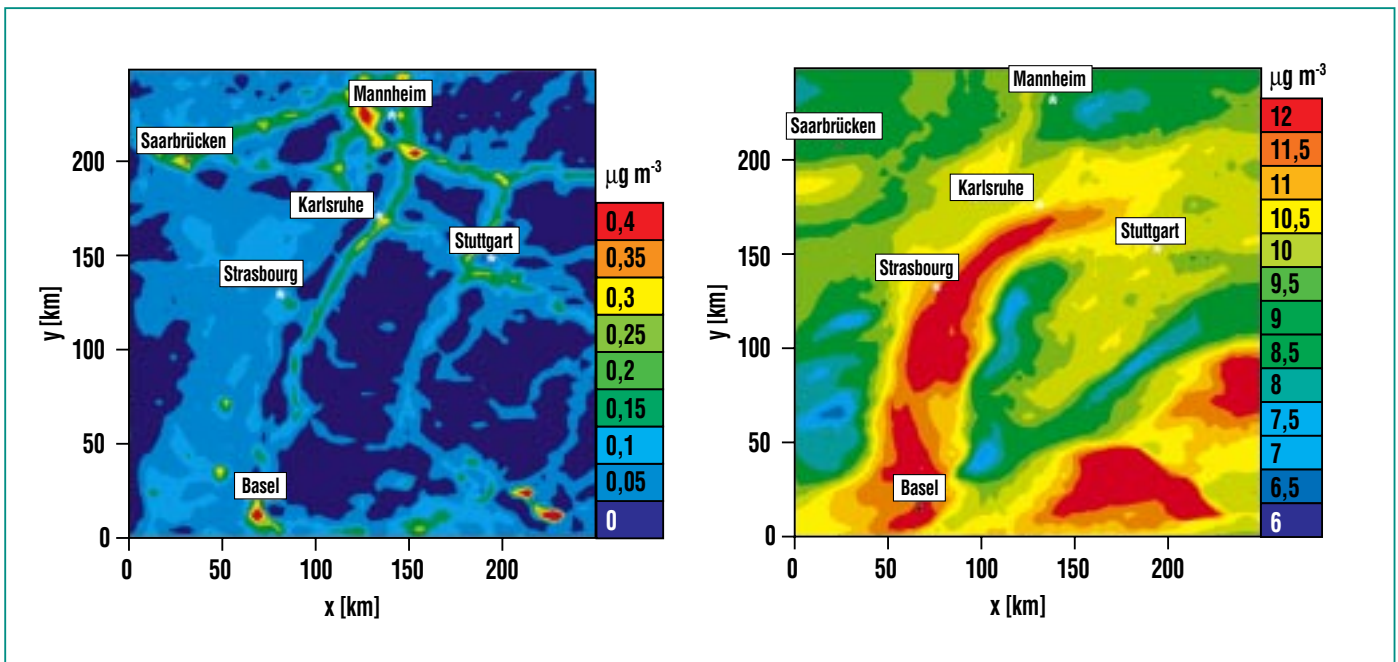 Mannheim
Saarbrücken
Karlsruhe
Stuttgart
Strasbourg
Basel
y [km]
200
150
100
50
0
0 50 100 150 200
x [km]
μg m-3
0,4
0,35
0,3
0,25
0,2
0,15
0,1
0,05
0
Mannheim
Saarbrücken
Karlsruhe
Stuttgart
Strasbourg
Basel
y [km]
200
150
100
50
0
0 50 100 150 200
x [km]
μg m-3
12
11,5
11
10,5
10
9,5
9
8,5
8
7,5
7
6,5
6